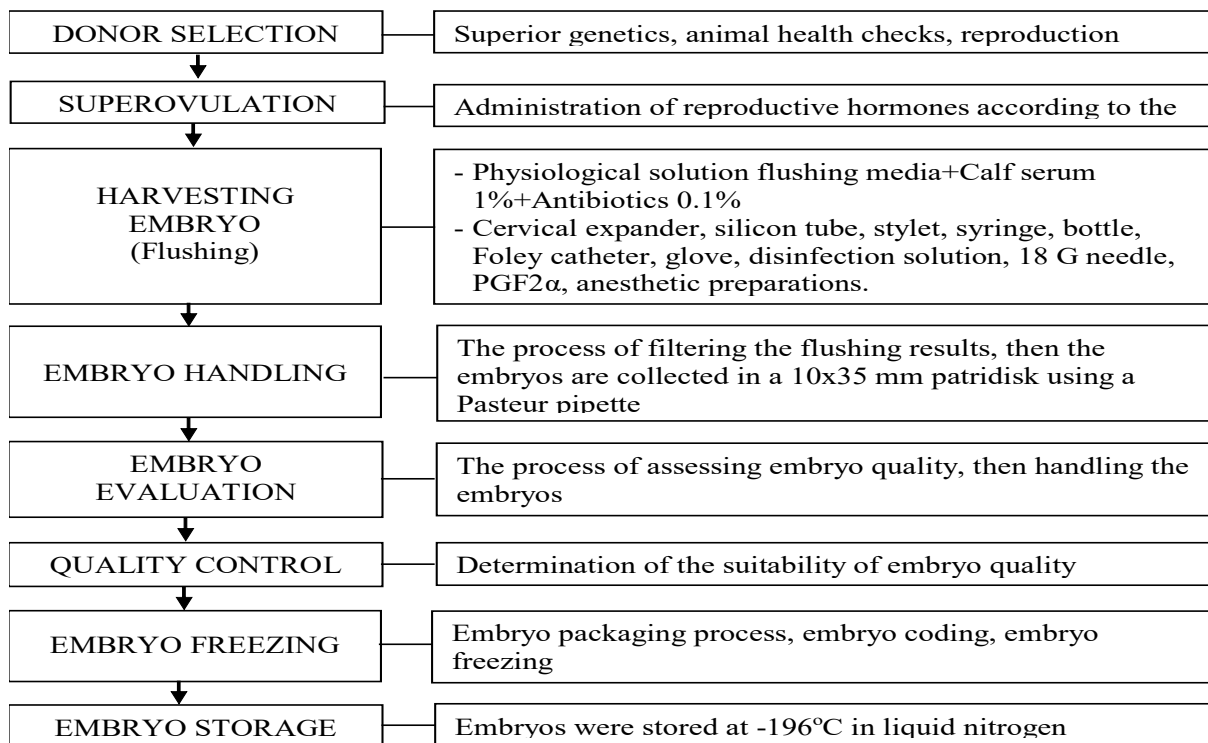 DONOR SELECTION
Superior genetics, animal health checks, reproduction
SUPEROVULATION
Administration of reproductive hormones according to the
HARVESTING
EMBRYO
(Flushing)
- Physiological solution flushing media+Calf serum
1%+Antibiotics 0.1%
- Cervical expander, silicon tube, stylet, syringe, bottle,
Foley catheter, glove, disinfection solution, 18 G needle,
PGF2α, anesthetic preparations.
EMBRYO HANDLING
The process of filtering the flushing results, then the
embryos are collected in a 10x35 mm patridisk using a
Pasteur pipette
EMBRYO
EVALUATION
The process of assessing embryo quality, then handling the
embryos
QUALITY CONTROL
Determination of the suitability of embryo quality
EMBRYO FREEZING
Embryo packaging process, embryo coding, embryo
freezing
EMBRYO STORAGE
Embryos were stored at -196ºC in liquid nitrogen